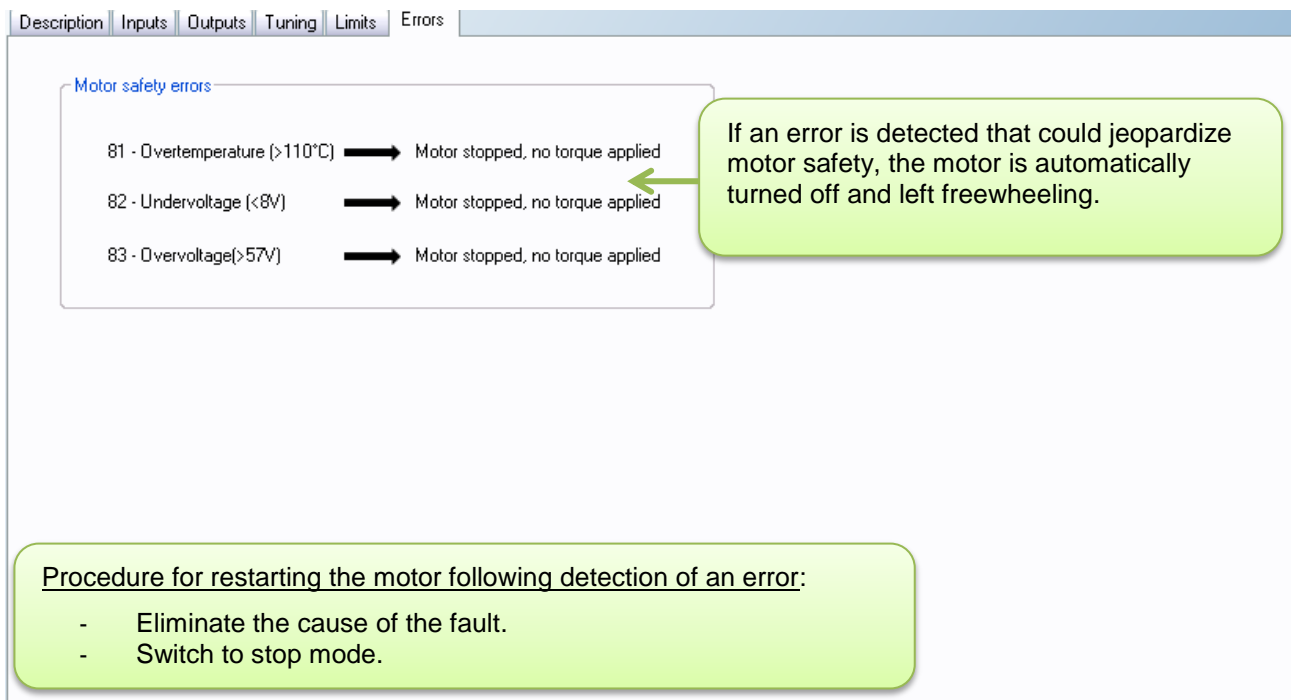 Description Inputs Outputs Tuning Limits Errors
Motor safety errors
81 - Overtemperature (>110°C) Motor stopped, no torque applied
82 - Undervoltage (<8V) Motor stopped, no torque applied
83 - Overvoltage(>57V) Motor stopped, no torque applied
If an error is detected that could jeopardize
motor safety, the motor is automatically
turned off and left freewheeling.
Procedure for restarting the motor following detection of an error:
- Eliminate the cause of the fault.
- Switch to stop mode.